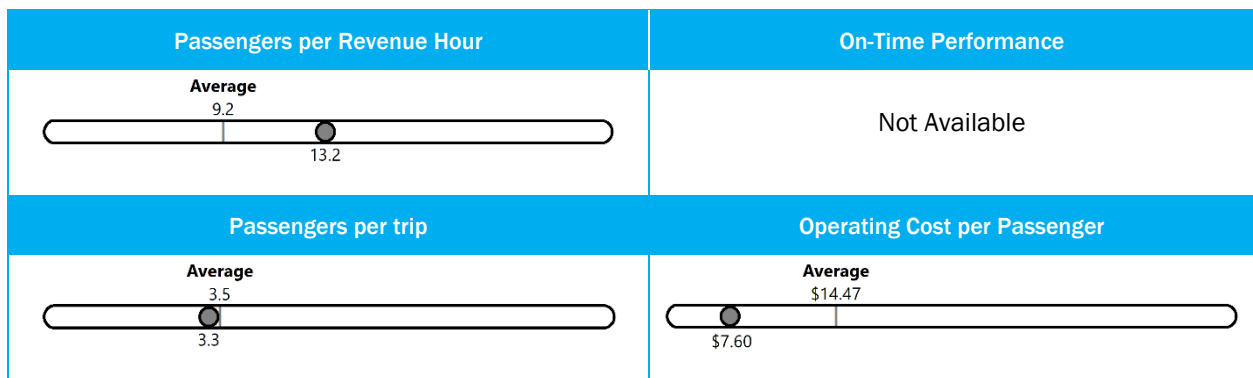 Passengers per Revenue Hour
Average
9.2
13.2
On-Time Performance
Not Available
Passengers per trip
Average
3.5
3.3
Operating Cost per Passenger
Average
$14.47
$7.60